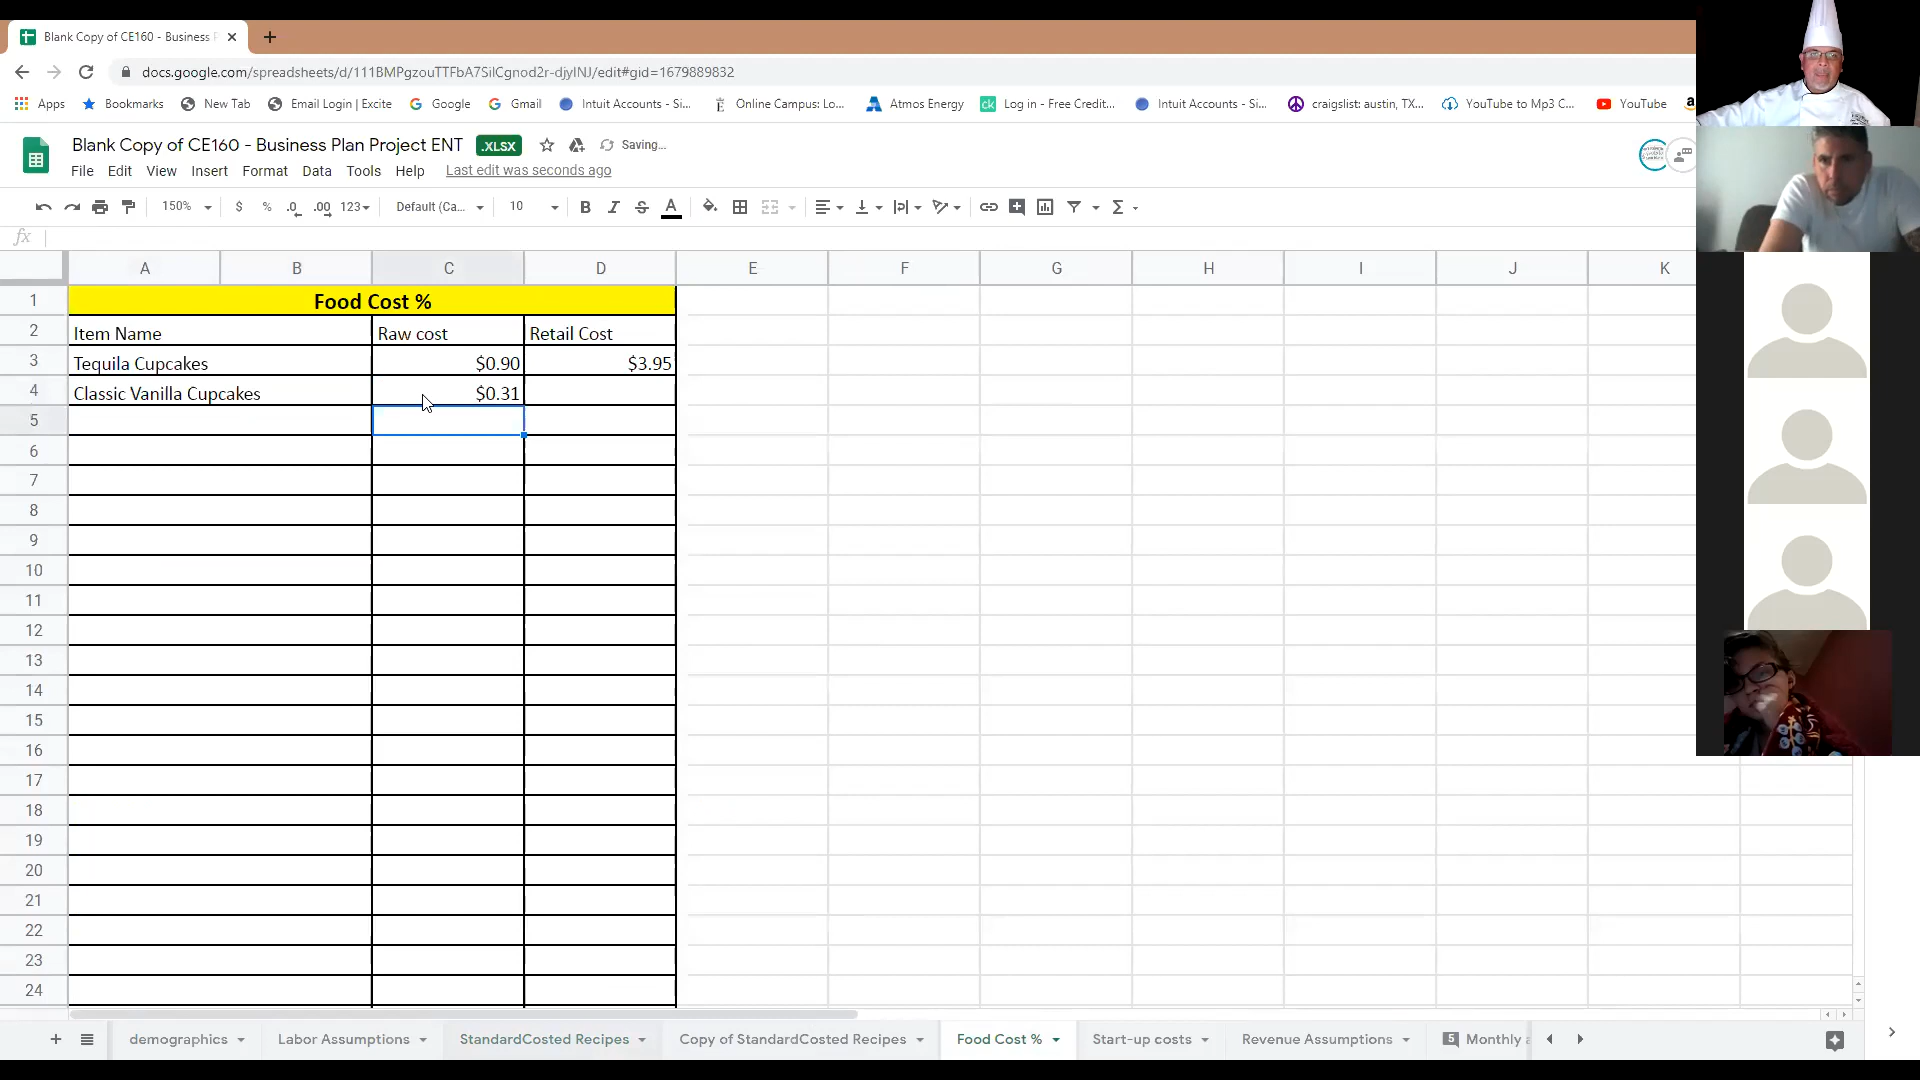 Blank Copy of CE160 - Business P
docs.google.com/spreadsheets/d/111BMPgzouTTFbA7SilCgnod2r-djyINJ/edit#gid=1679889832
Apps Bookmarks New Tab Email Login | Excite Google Gmail Intuit Accounts - Si... Online Campus: Lo... Atmos Energy Log in - Free Credit... Intuit Accounts - Si... craigslist: austin, TX... YouTube to Mp3 C... YouTube
Blank Copy of CE160 - Business Plan Project ENT .XLSX Saving...
File Edit View Insert Format Data Tools Help Last edit was seconds ago
150% $ % .0 .00 123 Default (Ca... 10 B I S A
fx
A B C D E F G H I J K
1 Food Cost %
2 Item Name Raw cost Retail Cost
3 Tequila Cupcakes $0.90 $3.95
4 Classic Vanilla Cupcakes $0.31
5
6
7
8
9
10
11
12
13
14
15
16
17
18
19
20
21
22
23
24
demographics Labor Assumptions StandardCosted Recipes Copy of StandardCosted Recipes Food Cost % Start-up costs Revenue Assumptions 5 Monthly